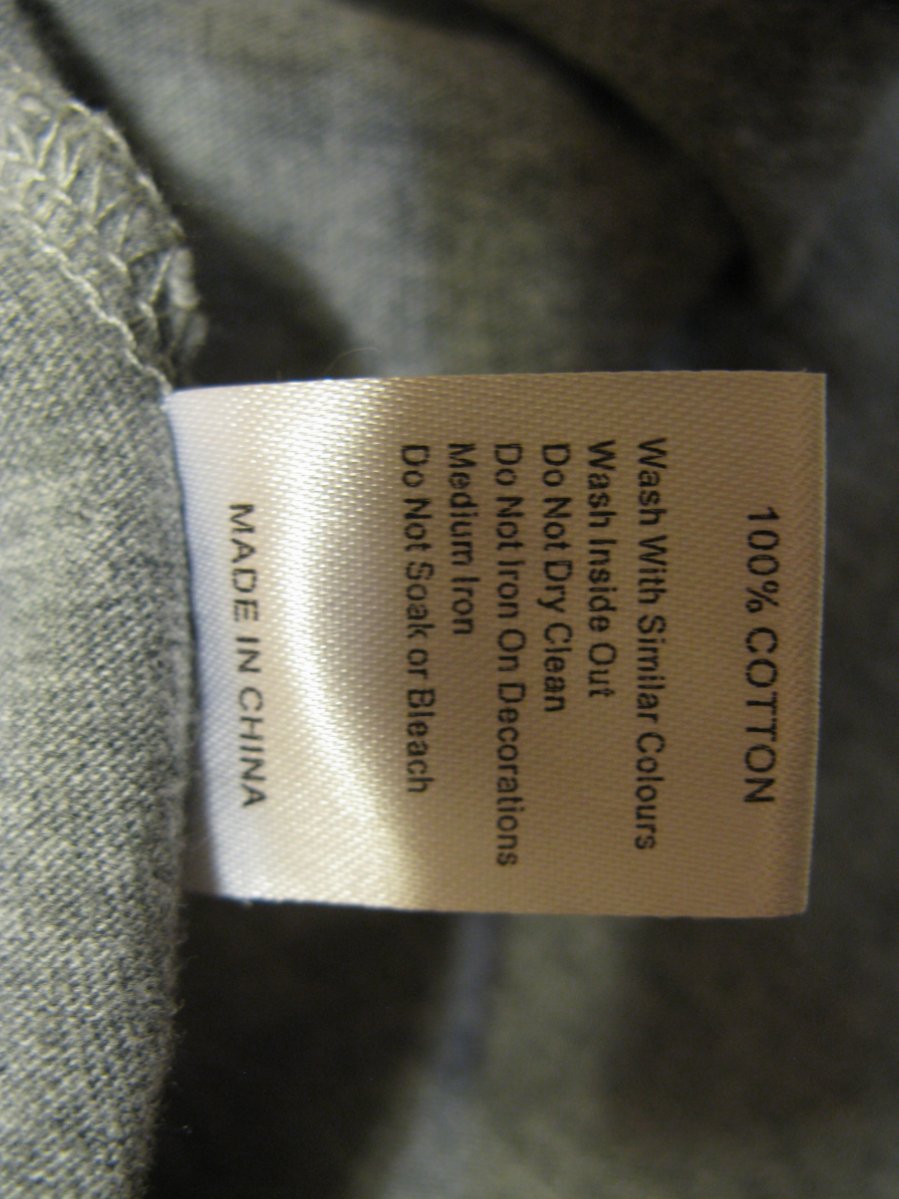 100% COTTON
Wash With Similar Colours
Wash Inside Out
Do Not Dry Clean
Do Not Iron On Decorations
Medium Iron
Do Not Soak or Bleach
MADE IN CHINA